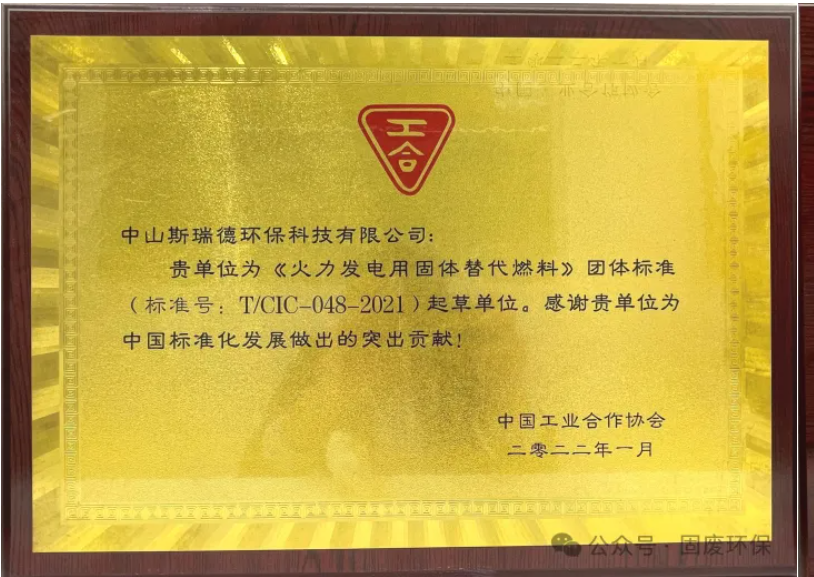 工合
中山斯瑞德环保科技有限公司:
贵单位为《火力发电用固体替代燃料》团体标准
（标准号：T/CIC-048-2021）起草单位。感谢贵单位为
中国标准化发展做出的突出贡献！
中国工业合作协会
二零二二年一月
公众号·固废环保